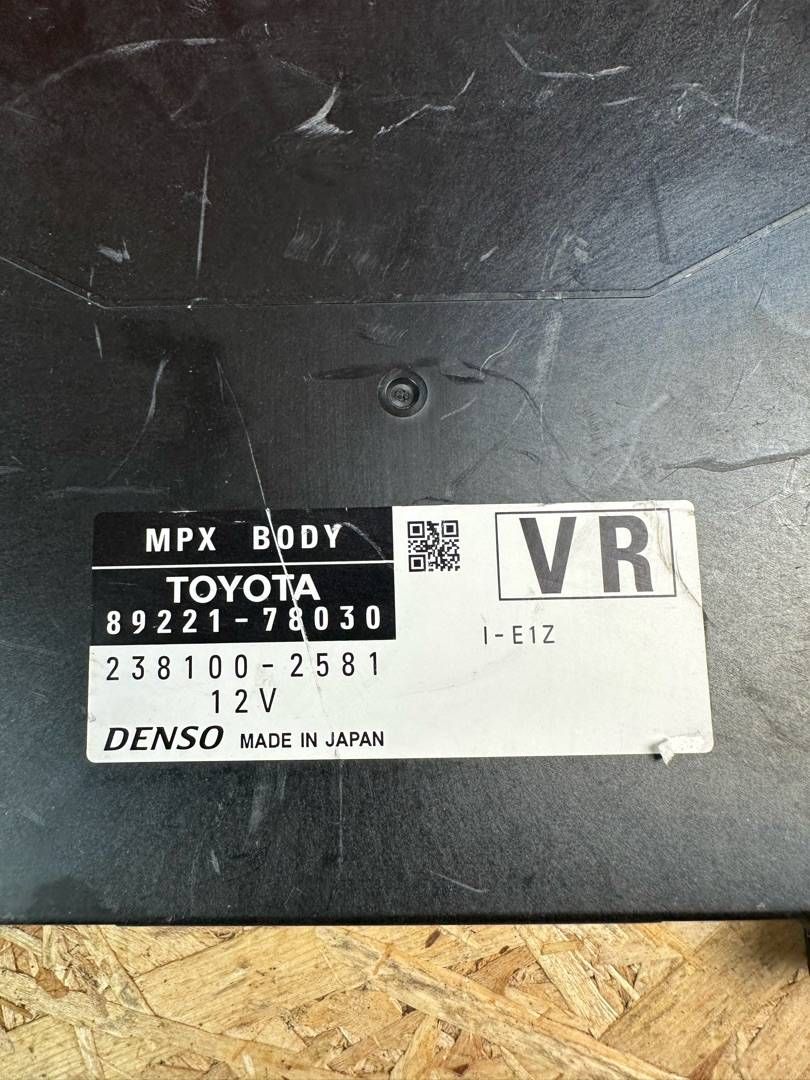 MPX BODY
TOYOTA
89221-78030
238100-2581
12V
DENSO MADE IN JAPAN
VR
I-E1Z